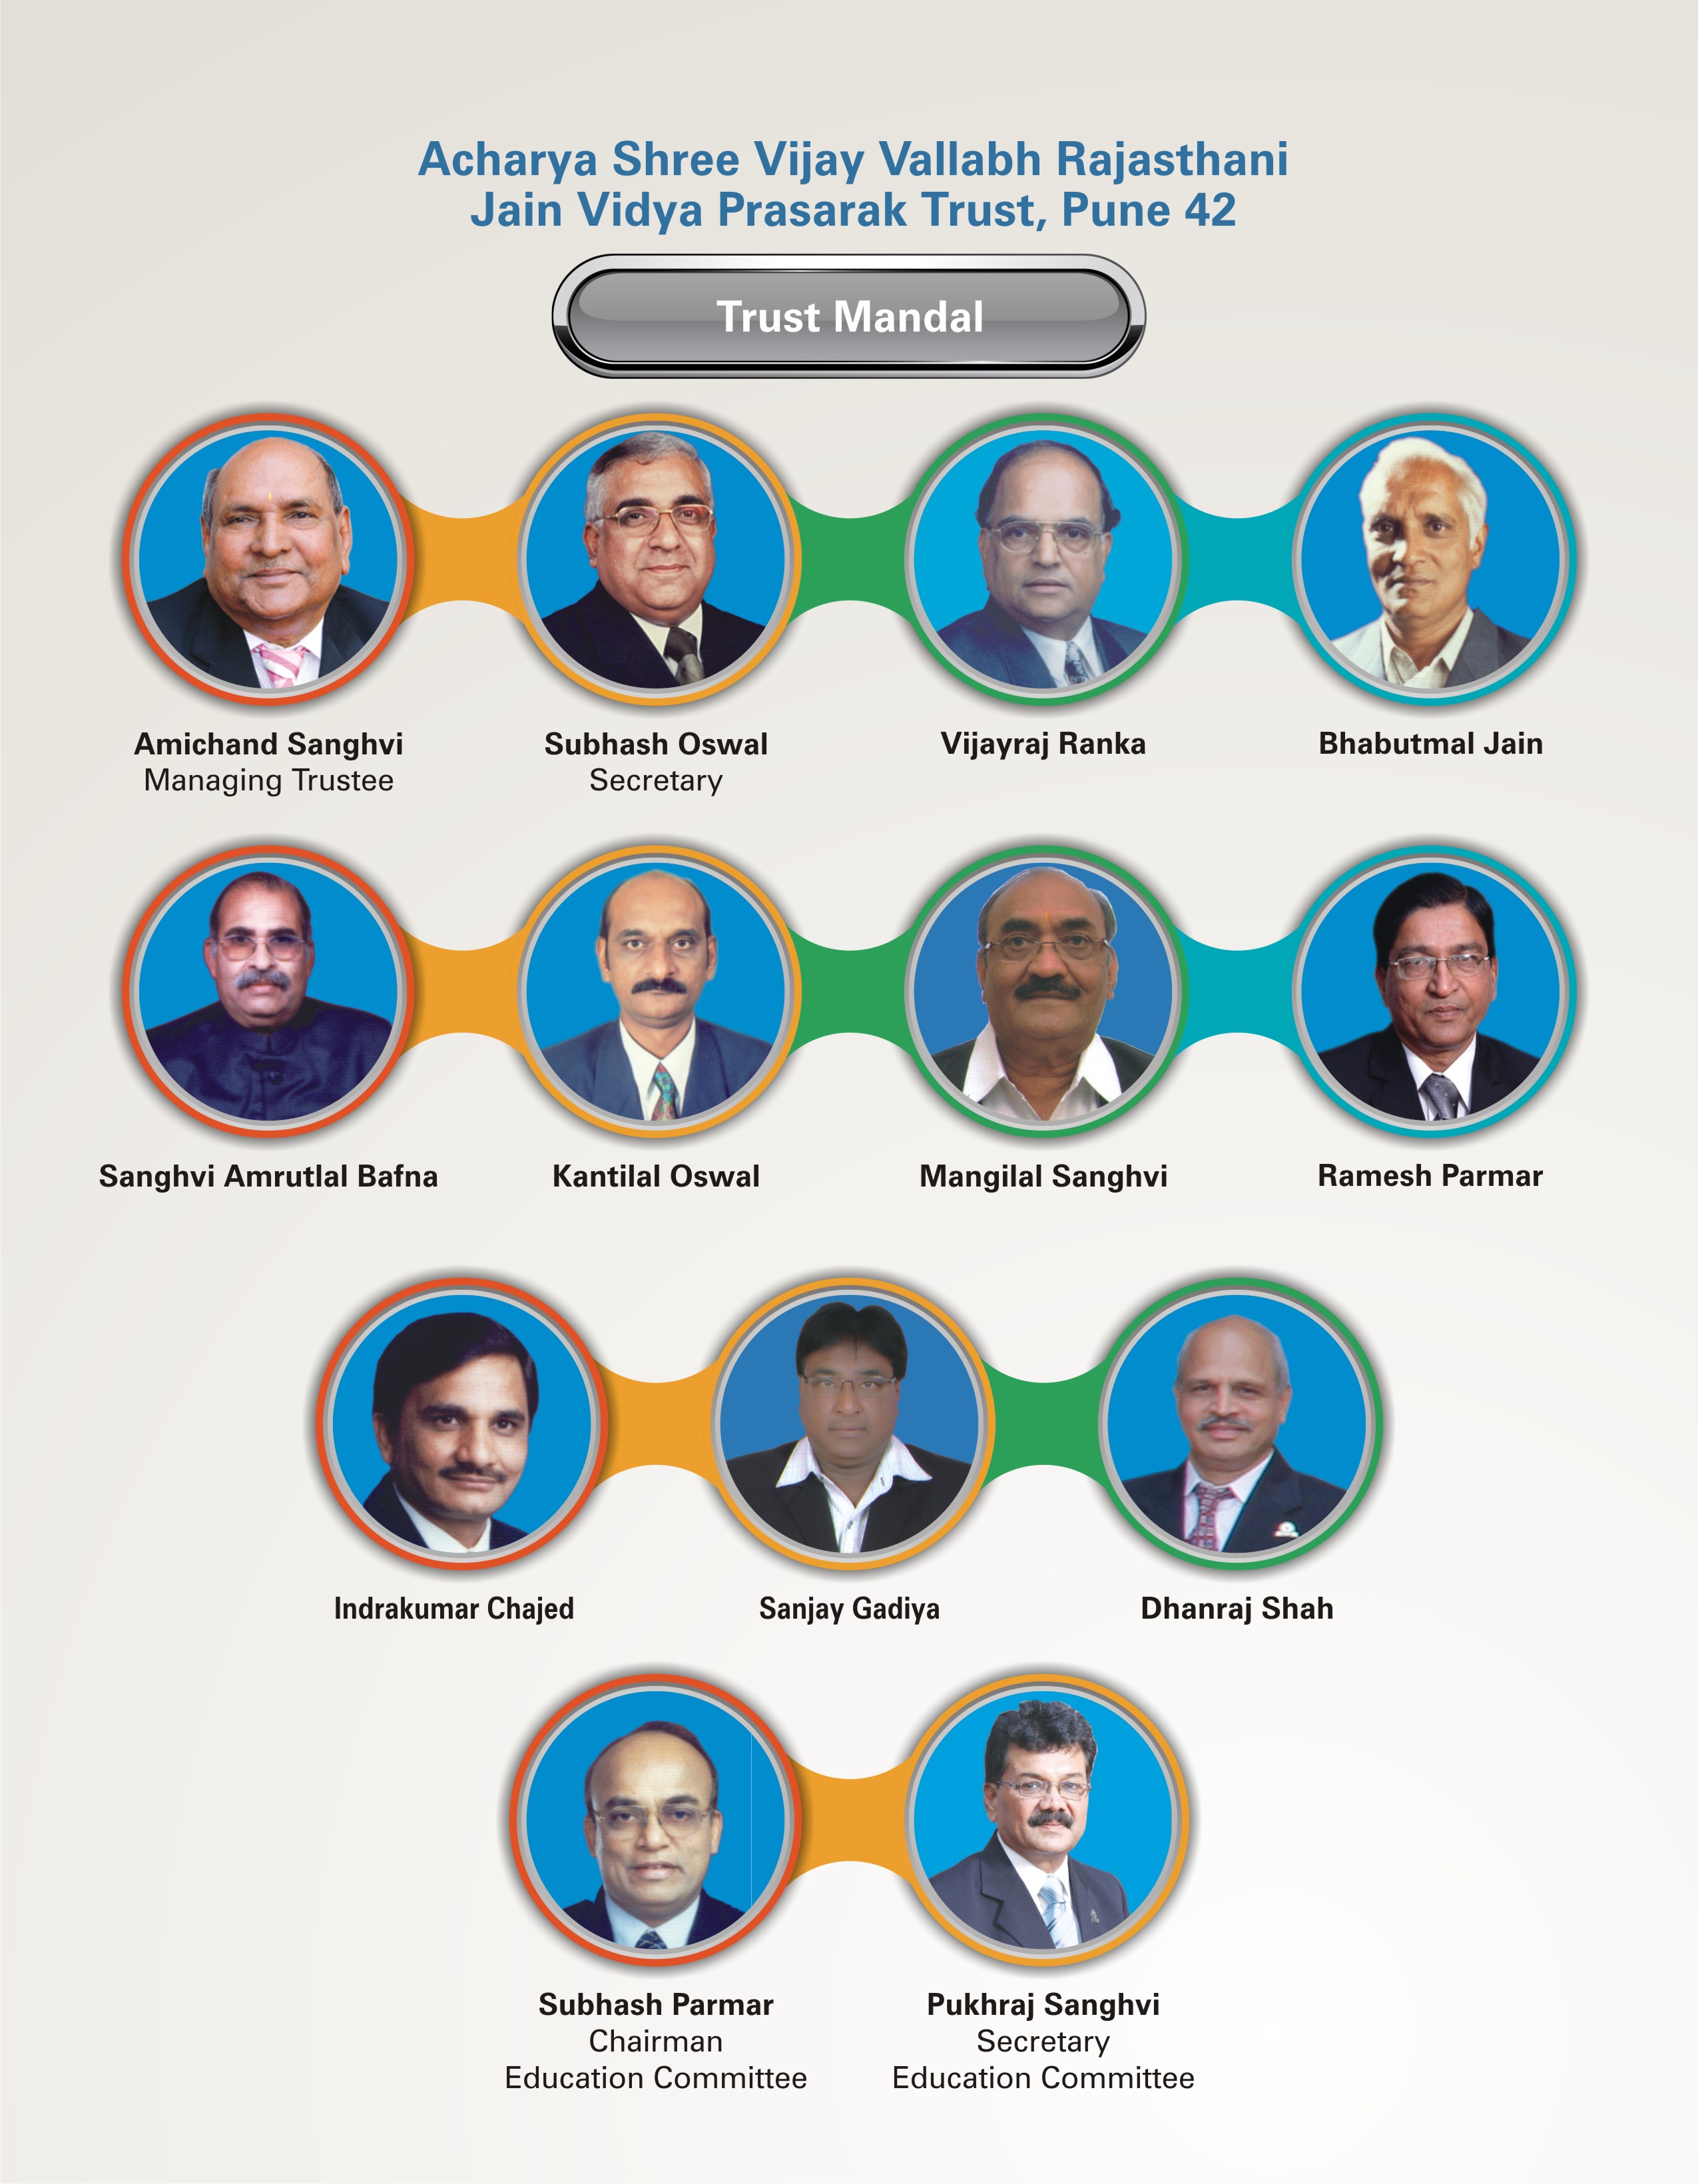 Acharya Shree Vijay Vallabh Rajasthani
Jain Vidya Prasarak Trust, Pune 42
Trust Mandal
Amichand Sanghvi
Managing Trustee
Subhash Oswal
Secretary
Vijayraj Ranka
Bhabutmal Jain
Sanghvi Amrutlal Bafna
Kantilal Oswal
Mangilal Sanghvi
Ramesh Parmar
Indrakumar Chajed
Sanjay Gadiya
Dhanraj Shah
Subhash Parmar
Chairman
Education Committee
Pukhraj Sanghvi
Secretary
Education Committee